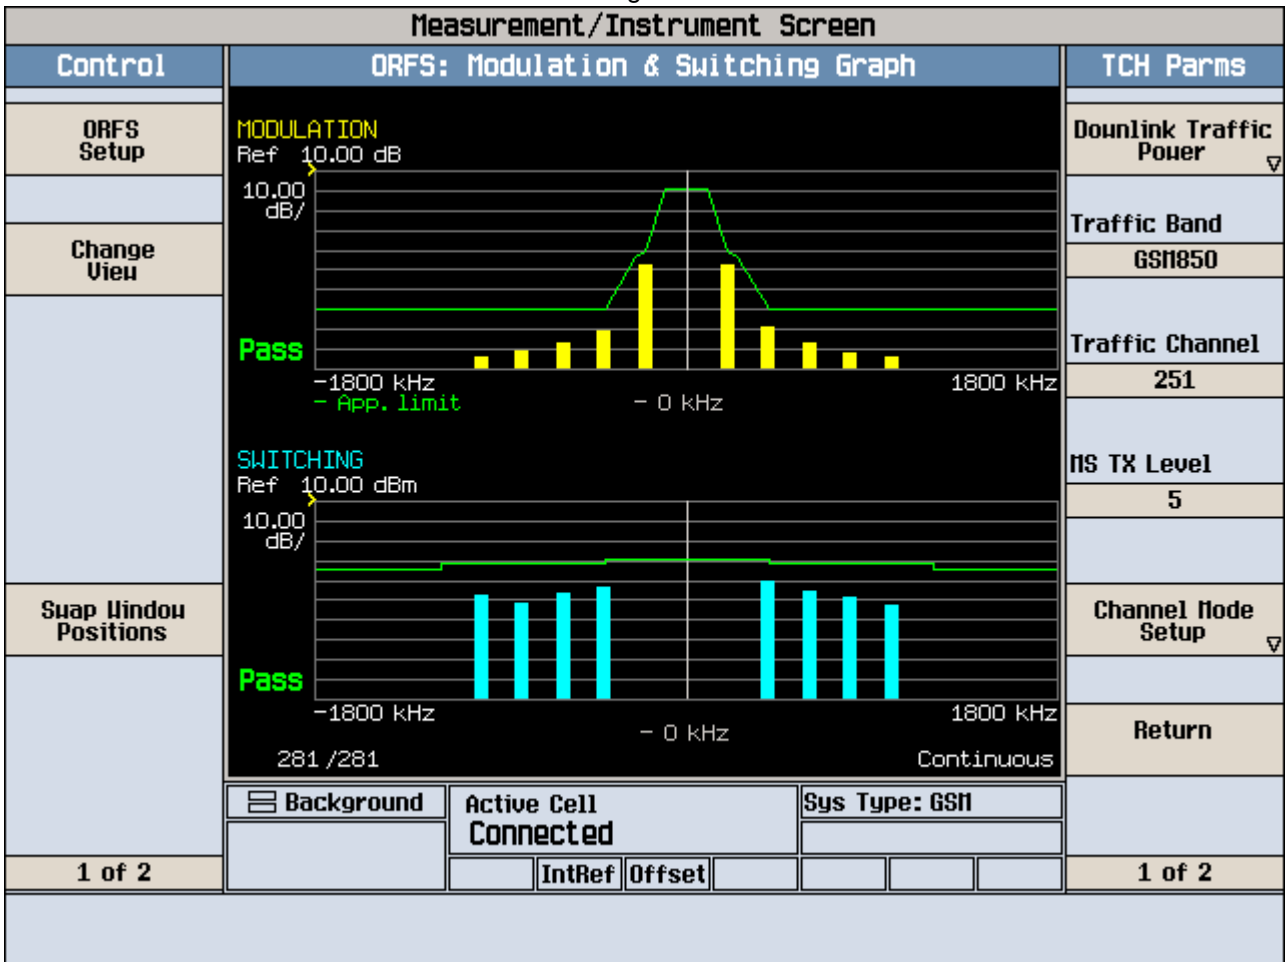 Measurement/Instrument Screen
Control
ORFS: Modulation & Switching Graph
TCH Parms
ORFS
Setup
Change
View
Swap Window
Positions
1 of 2
MODULATION
Ref 10.00 dB
10.00
dB/
Pass
-1800 kHz
1800 kHz
- App. limit
- 0 kHz
SWITCHING
Ref 10.00 dBm
10.00
dB/
Pass
-1800 kHz
1800 kHz
- 0 kHz
281/281
Continuous
Background
Active Cell
Connected
Sys Type: GSM
IntRef
Offset
Downlink Traffic
Power
Traffic Band
GSM850
Traffic Channel
251
MS TX Level
5
Channel Mode
Setup
Return
1 of 2